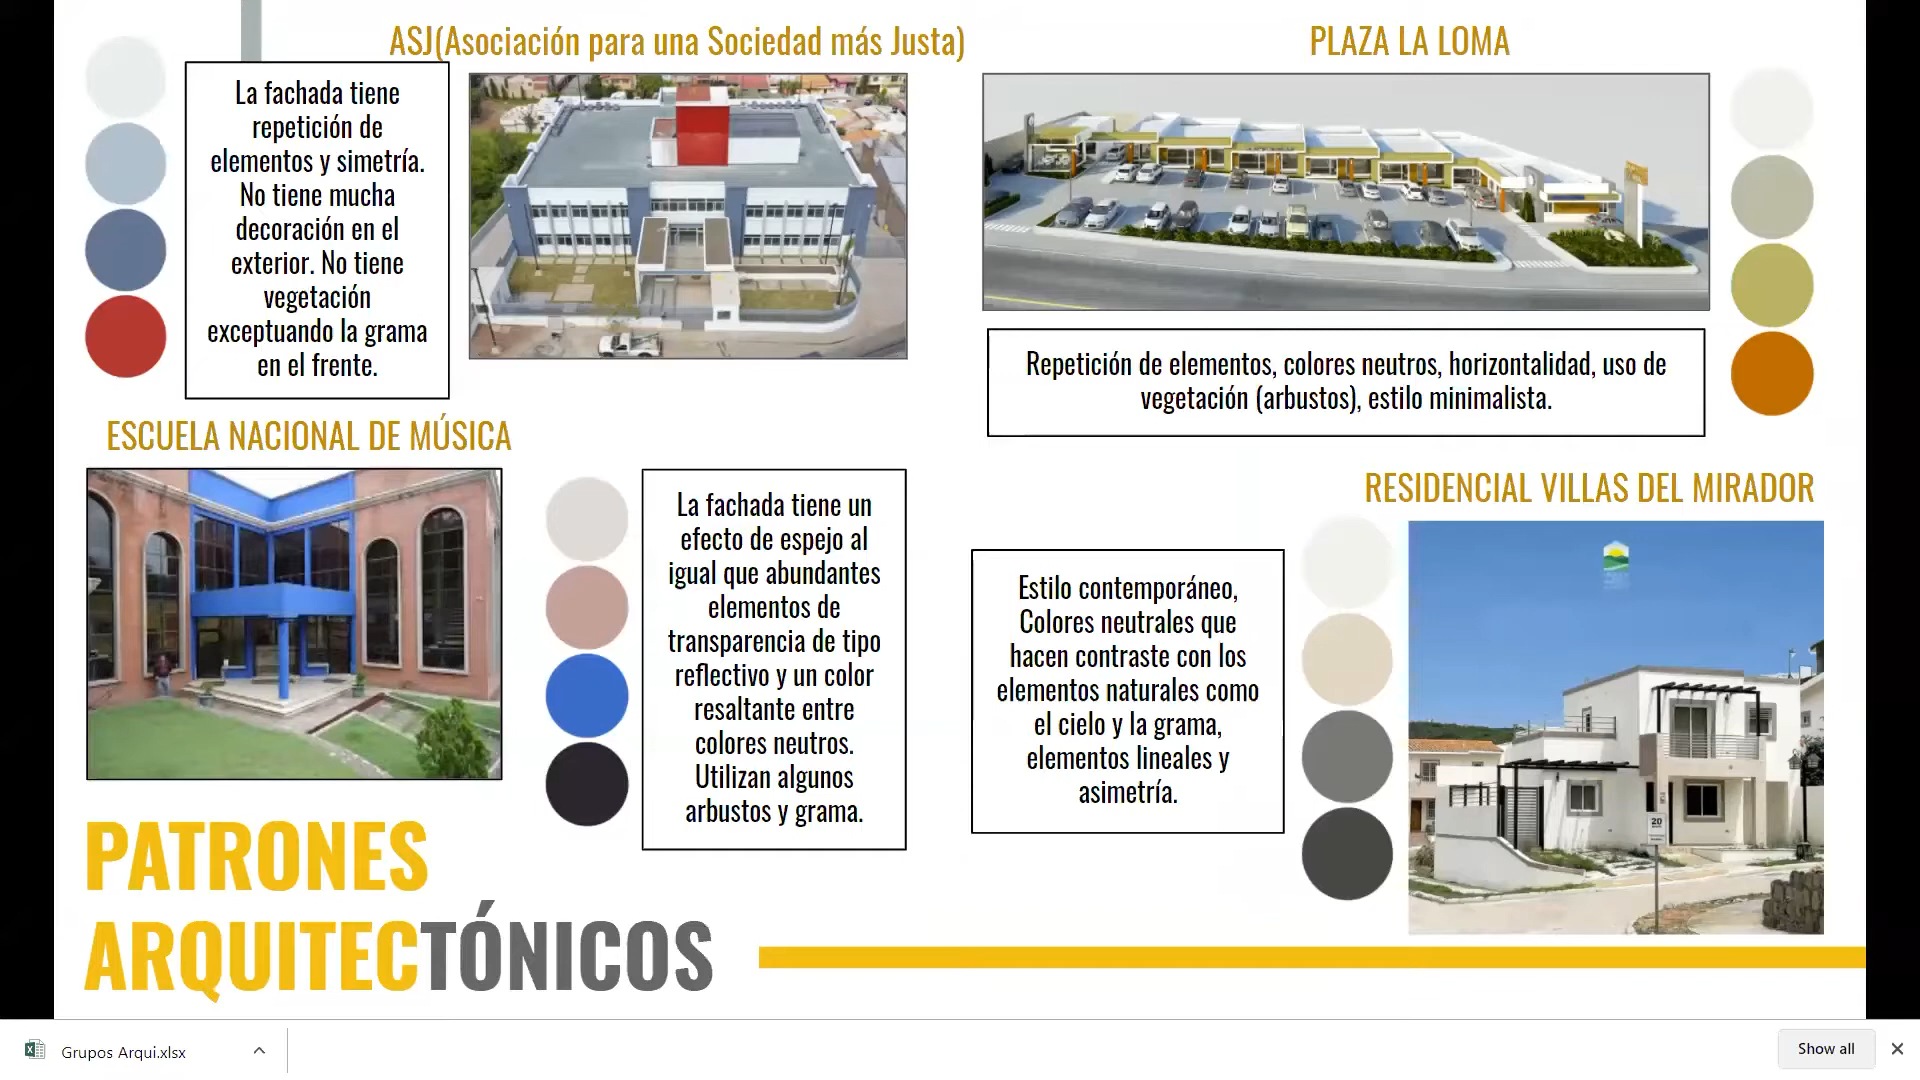 ASJ(Asociación para una Sociedad más Justa)
La fachada tiene
repetición de
elementos y simetría.
No tiene mucha
decoración en el
exterior. No tiene
vegetación
exceptuando la grama
en el frente.
PLAZA LA LOMA
Repetición de elementos, colores neutros, horizontalidad, uso de
vegetación (arbustos), estilo minimalista.
ESCUELA NACIONAL DE MÚSICA
La fachada tiene un
efecto de espejo al
igual que abundantes
elementos de
transparencia de tipo
reflectivo y un color
resaltante entre
colores neutros.
Utilizan algunos
arbustos y grama.
RESIDENCIAL VILLAS DEL MIRADOR
Estilo contemporáneo,
Colores neutrales que
hacen contraste con los
elementos naturales como
el cielo y la grama,
elementos lineales y
asimetría.
20
PATRONES
ARQUITECTÓNICOS
Grupos Arqui.xlsx
Show all